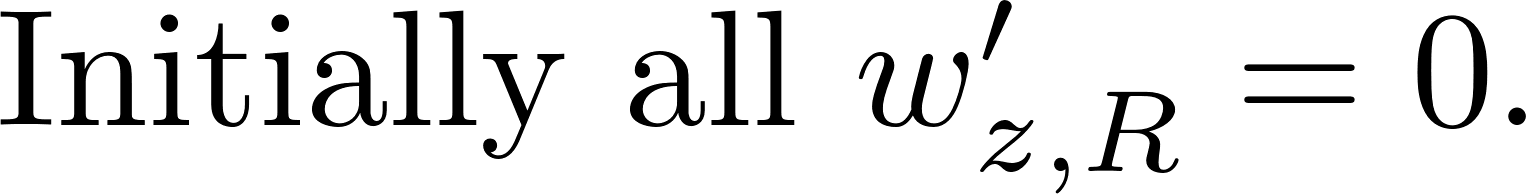 Initially all $w'_{z,R} = 0$.